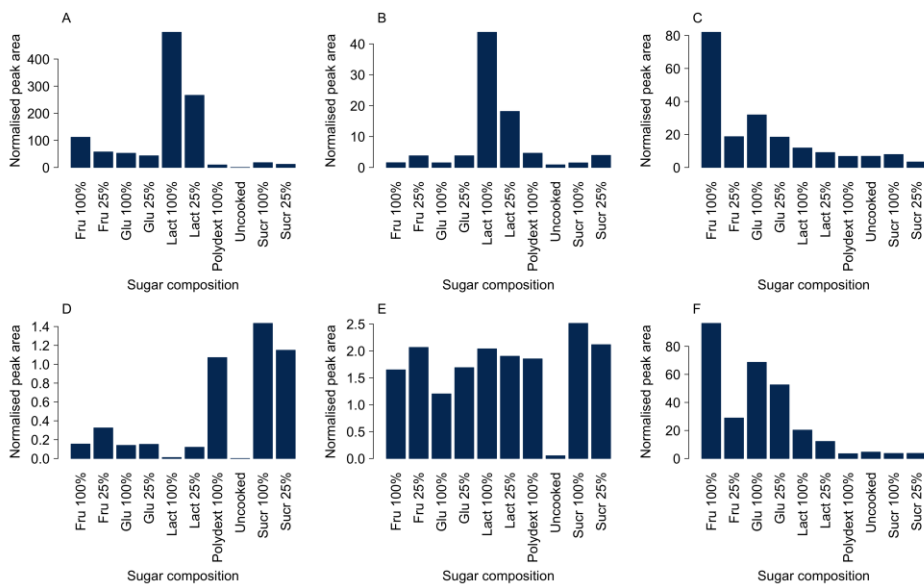 A
Normalised peak area
400
300
200
100
0
Fru 100%
Fru 25%
Glu 100%
Glu 25%
Lact 100%
Lact 25%
Polydext 100%
Uncooked
Sucr 100%
Sucr 25%
Sugar composition
B
Normalised peak area
40
30
20
10
0
Fru 100%
Fru 25%
Glu 100%
Glu 25%
Lact 100%
Lact 25%
Polydext 100%
Uncooked
Sucr 100%
Sucr 25%
Sugar composition
C
Normalised peak area
80
60
40
20
0
Fru 100%
Fru 25%
Glu 100%
Glu 25%
Lact 100%
Lact 25%
Polydext 100%
Uncooked
Sucr 100%
Sucr 25%
Sugar composition
D
Normalised peak area
1.4
1.2
1.0
0.8
0.6
0.4
0.2
0.0
Fru 100%
Fru 25%
Glu 100%
Glu 25%
Lact 100%
Lact 25%
Polydext 100%
Uncooked
Sucr 100%
Sucr 25%
Sugar composition
E
Normalised peak area
2.5
2.0
1.5
1.0
0.5
0.0
Fru 100%
Fru 25%
Glu 100%
Glu 25%
Lact 100%
Lact 25%
Polydext 100%
Uncooked
Sucr 100%
Sucr 25%
Sugar composition
F
Normalised peak area
80
60
40
20
0
Fru 100%
Fru 25%
Glu 100%
Glu 25%
Lact 100%
Lact 25%
Polydext 100%
Uncooked
Sucr 100%
Sucr 25%
Sugar composition